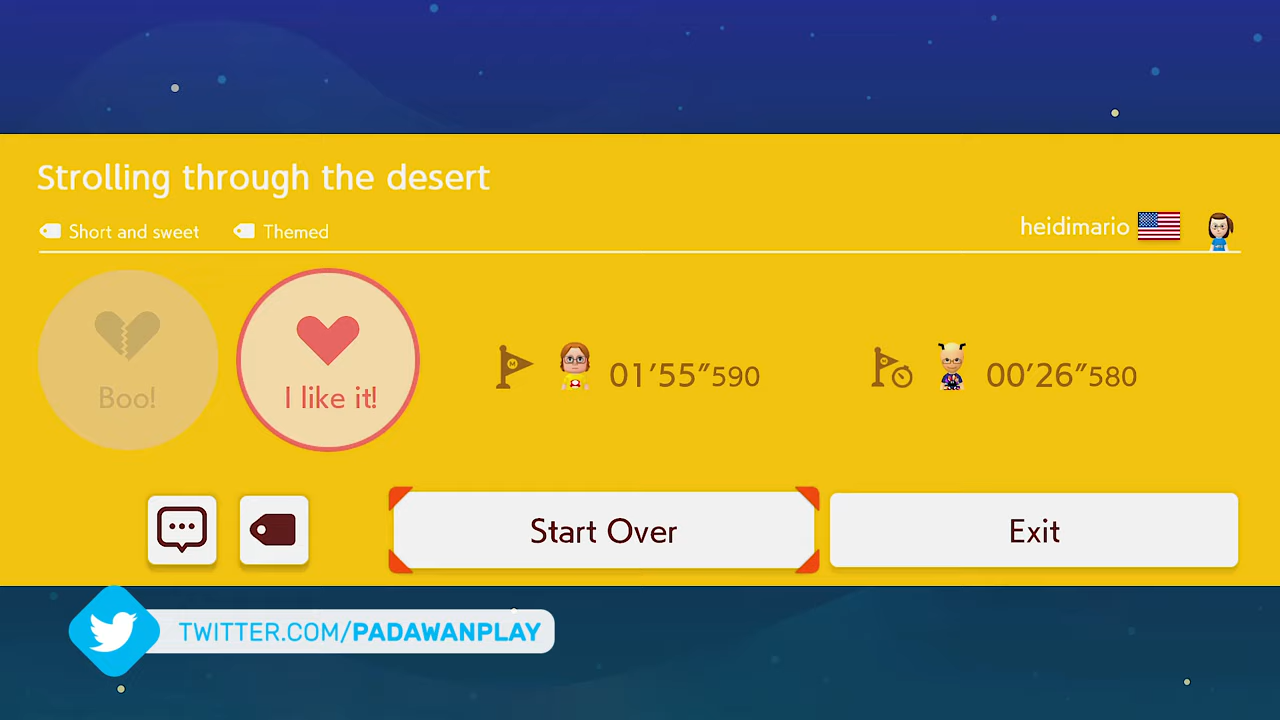 Strolling through the desert
Short and sweet Themed
heidimario
Boo!
I like it!
01'55"590
00'26"580
Start Over
Exit
TWITTER.COM/PADAWANPLAY